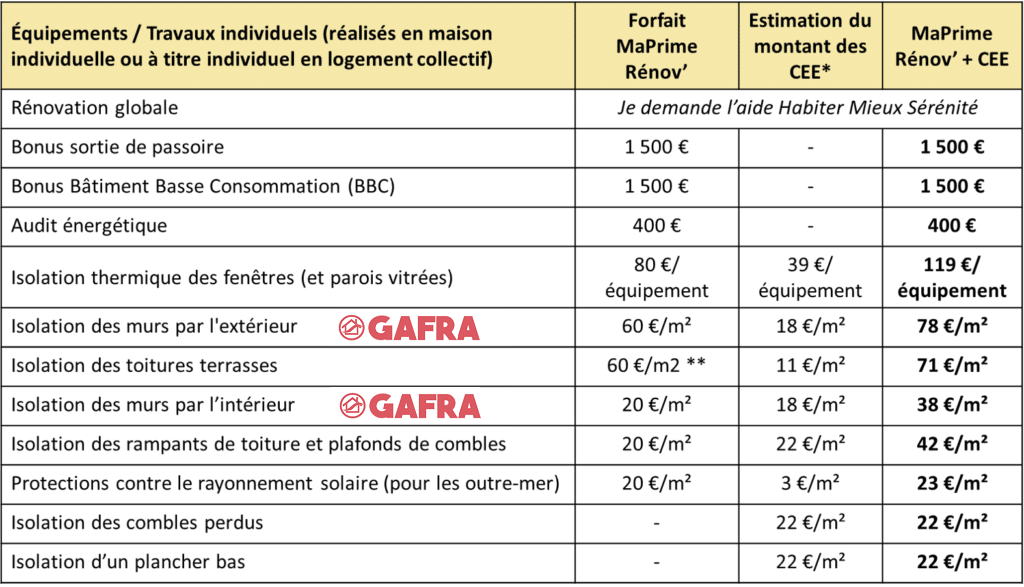 Équipements / Travaux individuels (réalisés en maison
individuelle ou à titre individuel en logement collectif)
Forfait
MaPrime
Rénov’
Estimation du
montant des
CEE*
MaPrime
Rénov’ + CEE
Rénovation globale
Je demande l’aide Habiter Mieux Sérénité
Bonus sortie de passoire
1 500 €
-
1 500 €
Bonus Bâtiment Basse Consommation (BBC)
1 500 €
-
1 500 €
Audit énergétique
400 €
-
400 €
Isolation thermique des fenêtres (et parois vitrées)
80 €/
équipement
39 €/
équipement
119 €/
équipement
Isolation des murs par l'extérieur
GAFRA
60 €/m²
18 €/m²
78 €/m²
Isolation des toitures terrasses
60 €/m2 **
11 €/m²
71 €/m²
Isolation des murs par l’intérieur
GAFRA
20 €/m²
18 €/m²
38 €/m²
Isolation des rampants de toiture et plafonds de combles
20 €/m²
22 €/m²
42 €/m²
Protections contre le rayonnement solaire (pour les outre-mer)
20 €/m²
3 €/m²
23 €/m²
Isolation des combles perdus
-
22 €/m²
22 €/m²
Isolation d’un plancher bas
-
22 €/m²
22 €/m²